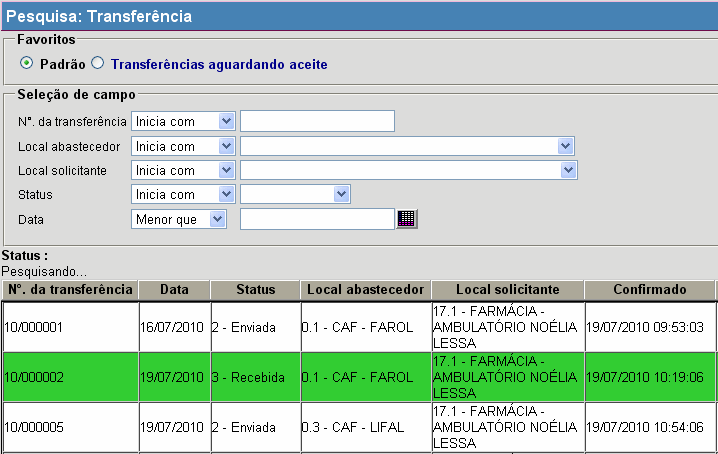 Pesquisa: Transferência
Favoritos
Padrão Transferências aguardando aceite
Seleção de campo
N°. da transferência Inicia com
Local abastecedor Inicia com
Local solicitante Inicia com
Status Inicia com
Data Menor que
Status :
Pesquisando...
N°. da transferência Data Status Local abastecedor Local solicitante Confirmado
17.1 - FARMÁCIA -
10/000001 16/07/2010 2 - Enviada 0.1 - CAF - FAROL AMBULATÓRIO NOÉLIA 19/07/2010 09:53:03
LESSA
17.1 - FARMÁCIA -
10/000002 19/07/2010 3 - Recebida 0.1 - CAF - FAROL AMBULATÓRIO NOÉLIA 19/07/2010 10:19:06
LESSA
17.1 - FARMÁCIA -
10/000005 19/07/2010 2 - Enviada 0.3 - CAF - LIFAL AMBULATÓRIO NOÉLIA 19/07/2010 10:54:06
LESSA